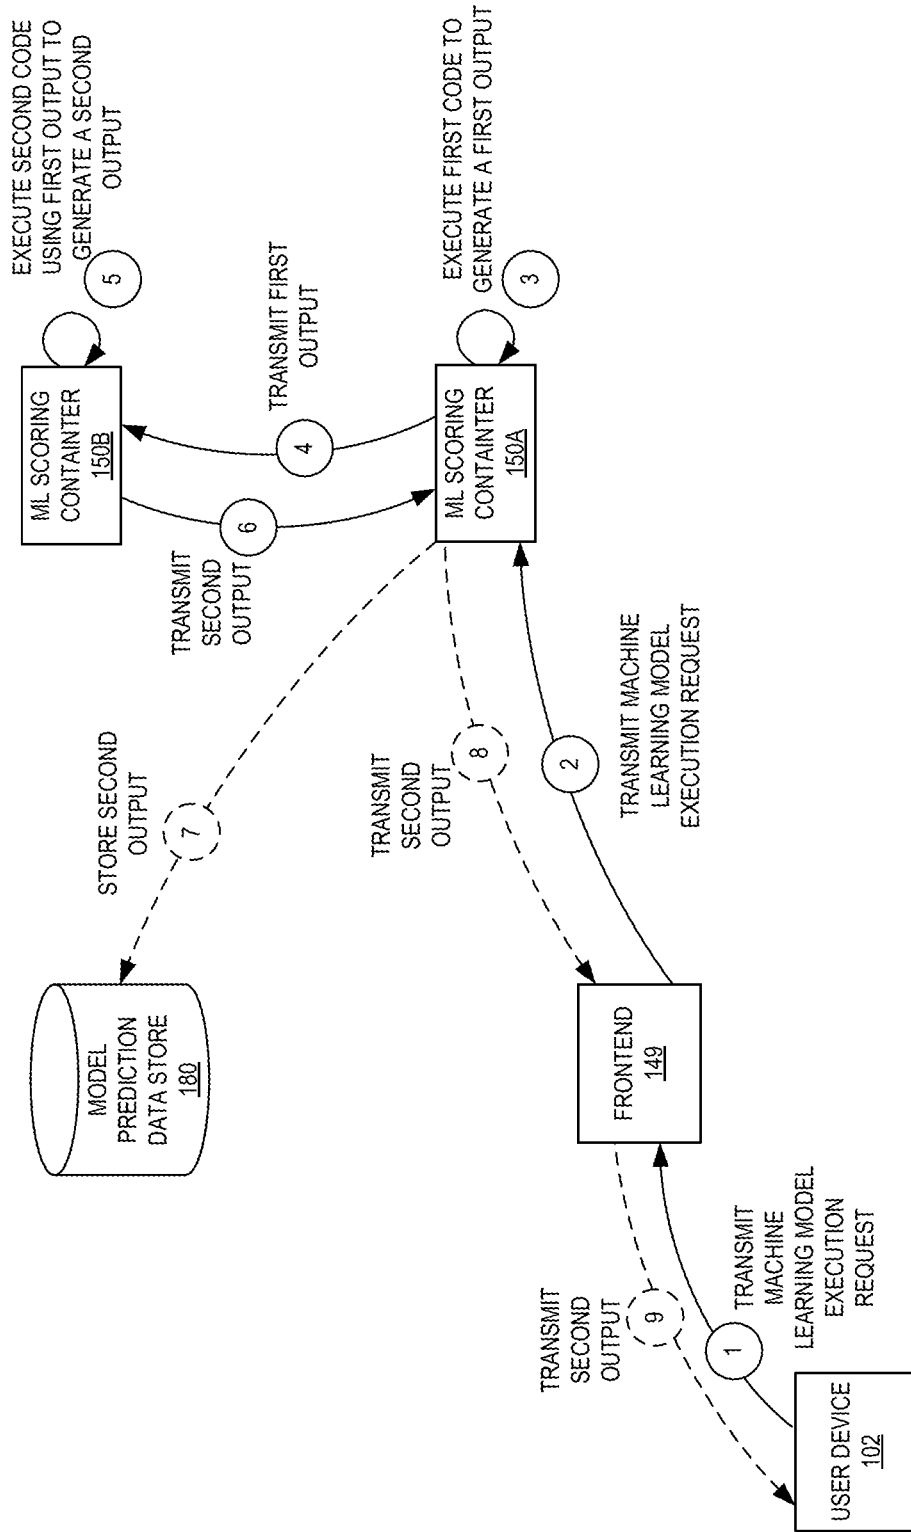 EXECUTE SECOND CODE
USING FIRST OUTPUT TO
GENERATE A SECOND
OUTPUT
5
ML SCORING
CONTAINTER
150B
TRANSMIT FIRST
OUTPUT
4
6
TRANSMIT
SECOND
OUTPUT
EXECUTE FIRST CODE TO
GENERATE A FIRST OUTPUT
3
ML SCORING
CONTAINTER
150A
STORE SECOND
OUTPUT
7
MODEL
PREDICTION
DATA STORE
180
TRANSMIT
SECOND
OUTPUT
8
2
TRANSMIT MACHINE
LEARNING MODEL
EXECUTION REQUEST
FRONTEND
149
TRANSMIT
SECOND
OUTPUT
9
1
TRANSMIT
MACHINE
LEARNING MODEL
EXECUTION
REQUEST
USER DEVICE
102